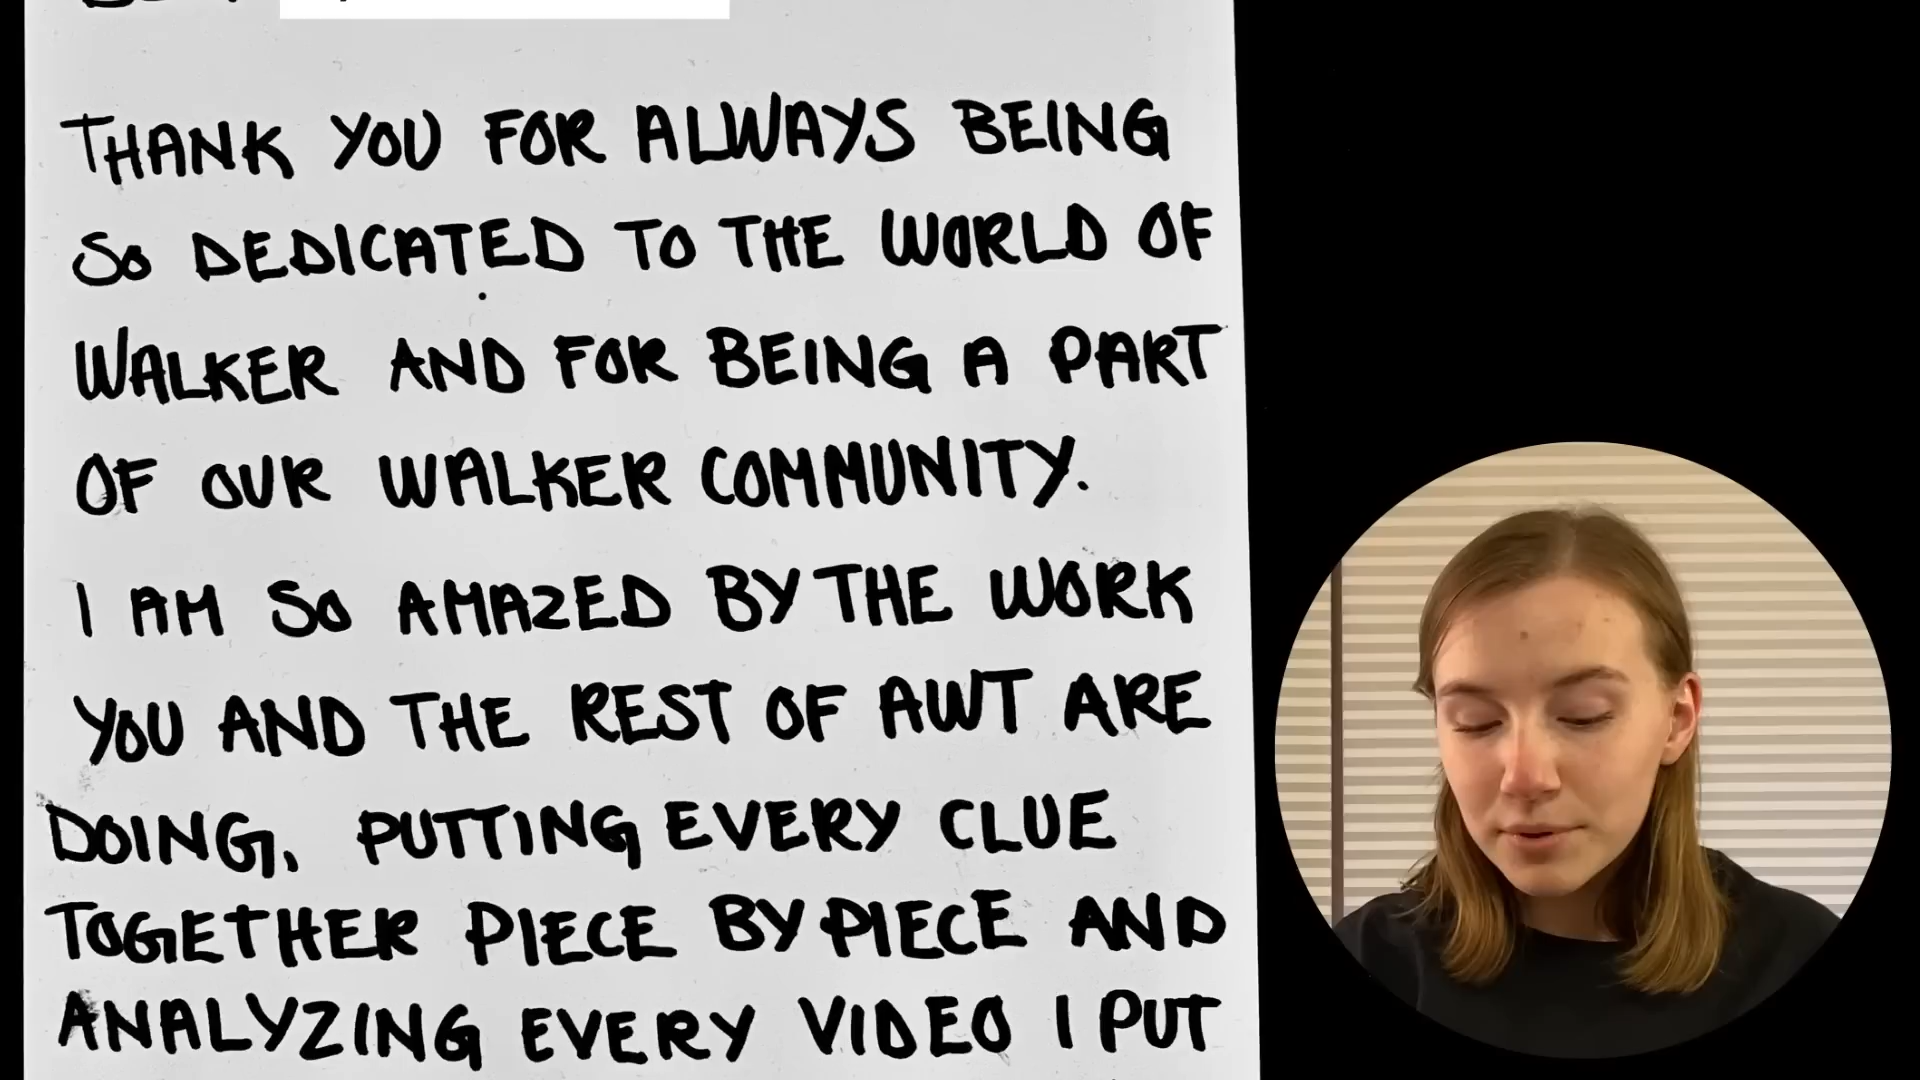 THANK YOU FOR ALWAYS BEING
SO DEDICATED TO THE WORLD OF
WALKER AND FOR BEING A PART
OF OUR WALKER COMMUNITY.
I AM SO AMAZED BY THE WORK
YOU AND THE REST OF AWT ARE
DOING, PUTTING EVERY CLUE
TOGETHER PIECE BY PIECE AND
ANALYZING EVERY VIDEO I PUT